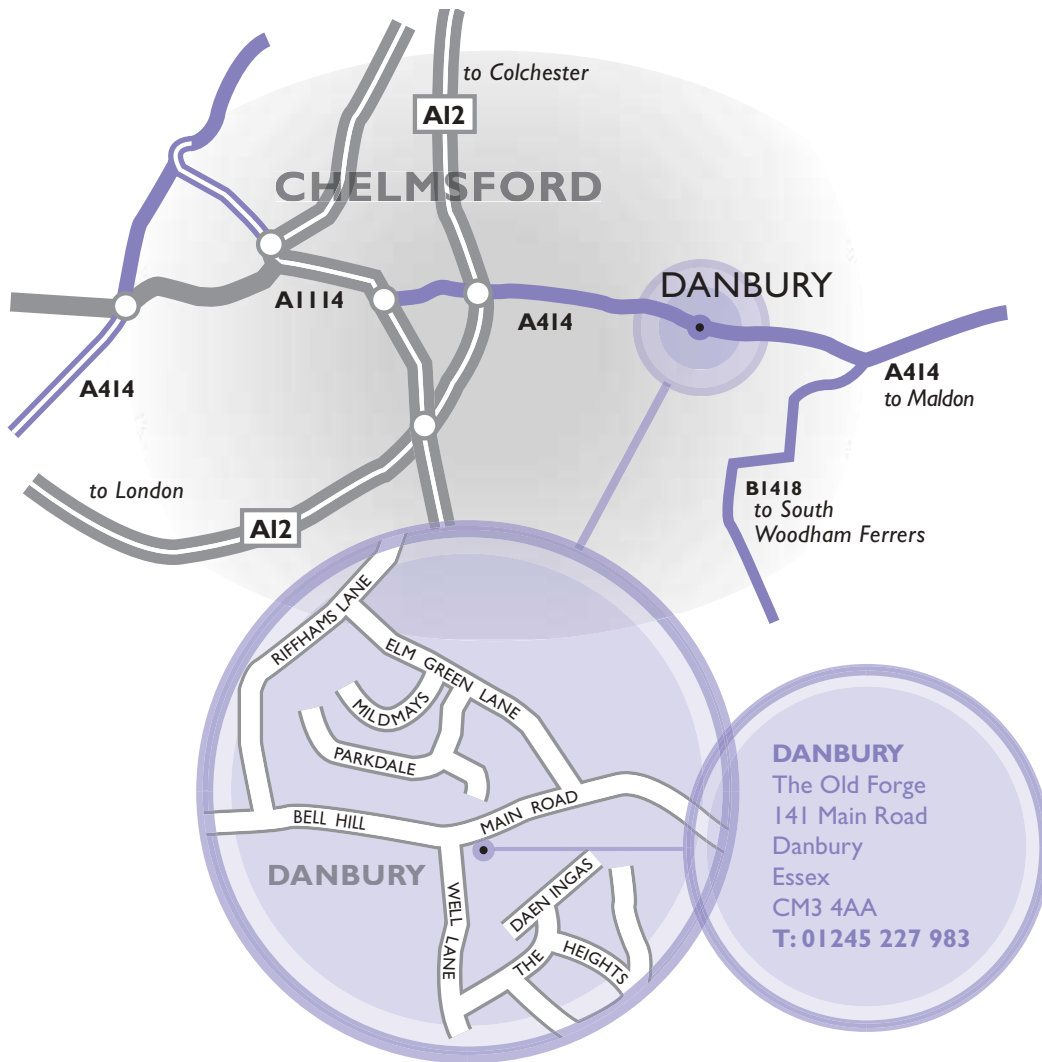 to Colchester
A12
CHELMSFORD
DANBURY
A1114
A414
A414
A414
to Maldon
to London
A12
B1418
to South
Woodham Ferrers
RIFFHAMS LANE
ELM GREEN LANE
MILDMAYS
PARKDALE
BELL HILL
MAIN ROAD
DANBURY
WELL LANE
DAEN INGAS
THE HEIGHTS
DANBURY
The Old Forge
141 Main Road
Danbury
Essex
CM3 4AA
T: 01245 227 983